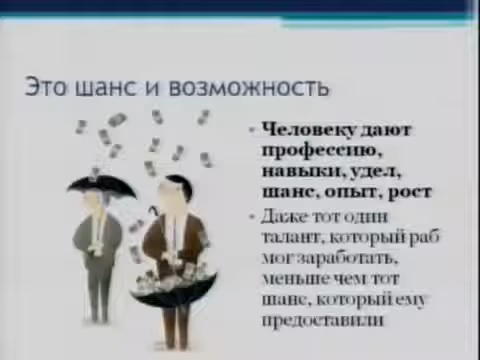 Это шанс и возможность
• Человеку дают
профессию,
навыки, удел,
шанс, опыт, рост
• Даже тот один
талант, который раб
мог заработать,
меньше чем тот
шанс, который ему
предоставили